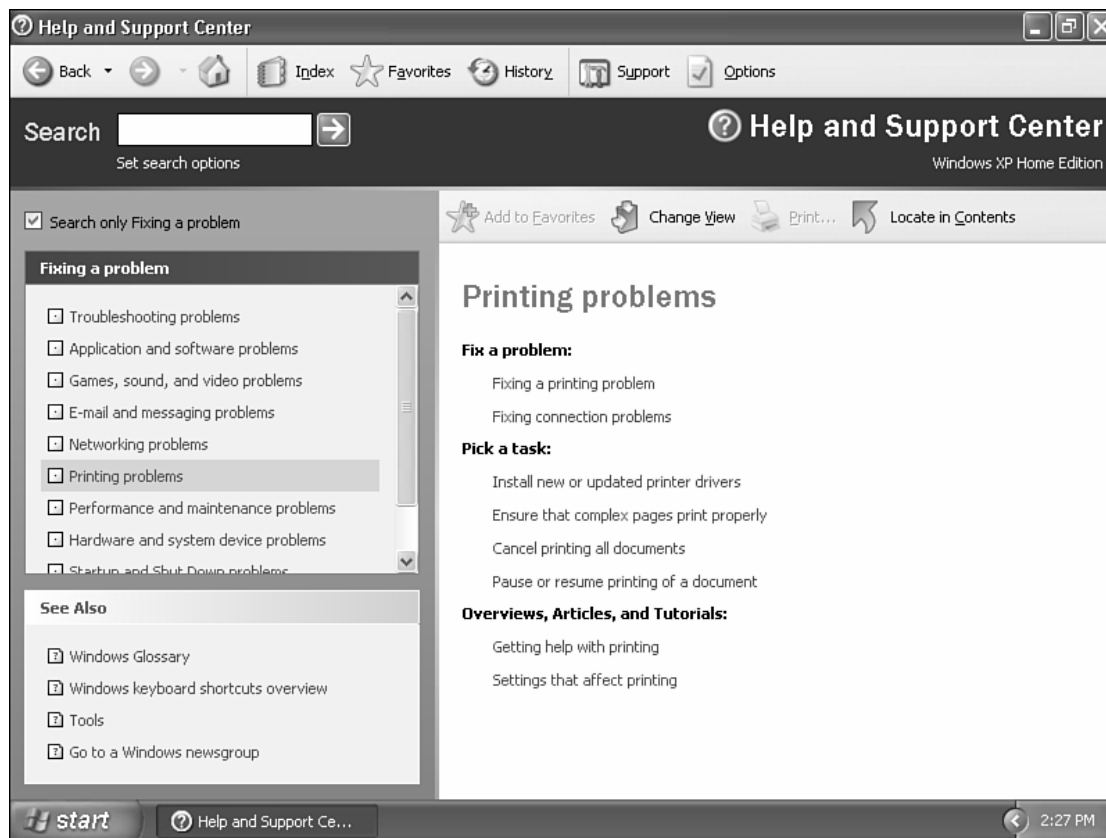 Help and Support Center
Back
Index
Favorites
History
Support
Options
Search
Set search options
Help and Support Center
Windows XP Home Edition
Search only Fixing a problem
Add to Favorites
Change View
Print...
Locate in Contents
Fixing a problem
Troubleshooting problems
Application and software problems
Games, sound, and video problems
E-mail and messaging problems
Networking problems
Printing problems
Performance and maintenance problems
Hardware and system device problems
Startup and Shut Down problems
See Also
Windows Glossary
Windows keyboard shortcuts overview
Tools
Go to a Windows newsgroup
Printing problems
Fix a problem:
Fixing a printing problem
Fixing connection problems
Pick a task:
Install new or updated printer drivers
Ensure that complex pages print properly
Cancel printing all documents
Pause or resume printing of a document
Overviews, Articles, and Tutorials:
Getting help with printing
Settings that affect printing
start
Help and Support Ce...
2:27 PM